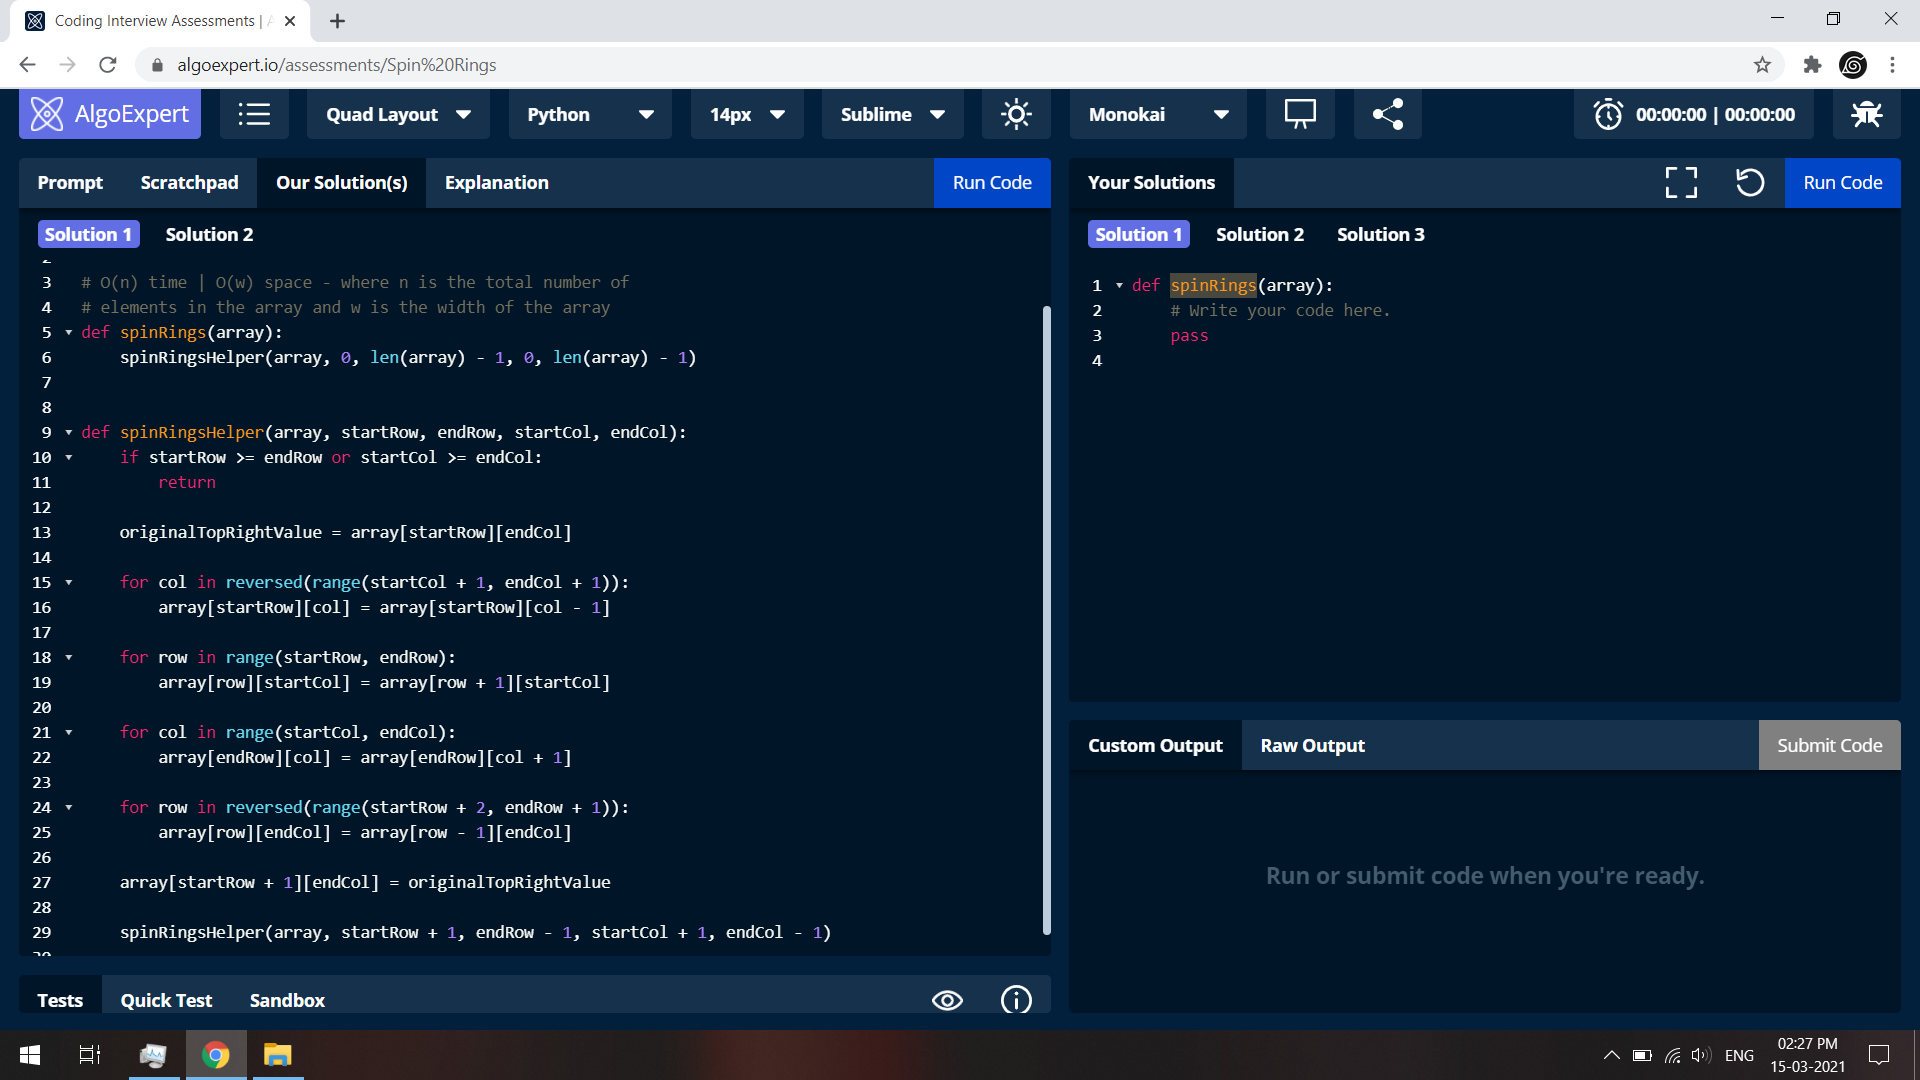 Coding Interview Assessments |
algoexpert.io/assessments/Spin%20Rings
AlgoExpert
Quad Layout
Python
14px
Sublime
Monokai
00:00:00 | 00:00:00
Prompt
Scratchpad
Our Solution(s)
Explanation
Run Code
Solution 1
Solution 2
3 # O(n) time | O(w) space - where n is the total number of
4 # elements in the array and w is the width of the array
5 def spinRings(array):
6 spinRingsHelper(array, 0, len(array) - 1, 0, len(array) - 1)
7
8
9 def spinRingsHelper(array, startRow, endRow, startCol, endCol):
10 if startRow >= endRow or startCol >= endCol:
11 return
12
13 originalTopRightValue = array[startRow][endCol]
14
15 for col in reversed(range(startCol + 1, endCol + 1)):
16 array[startRow][col] = array[startRow][col - 1]
17
18 for row in range(startRow, endRow):
19 array[row][startCol] = array[row + 1][startCol]
20
21 for col in range(startCol, endCol):
22 array[endRow][col] = array[endRow][col + 1]
23
24 for row in reversed(range(startRow + 2, endRow + 1)):
25 array[row][endCol] = array[row - 1][endCol]
26
27 array[startRow + 1][endCol] = originalTopRightValue
28
29 spinRingsHelper(array, startRow + 1, endRow - 1, startCol + 1, endCol - 1)
Tests
Quick Test
Sandbox
Your Solutions
Run Code
Solution 1
Solution 2
Solution 3
1 def spinRings(array):
2 # Write your code here.
3 pass
4
Custom Output
Raw Output
Submit Code
Run or submit code when you're ready.
ENG
02:27 PM
15-03-2021